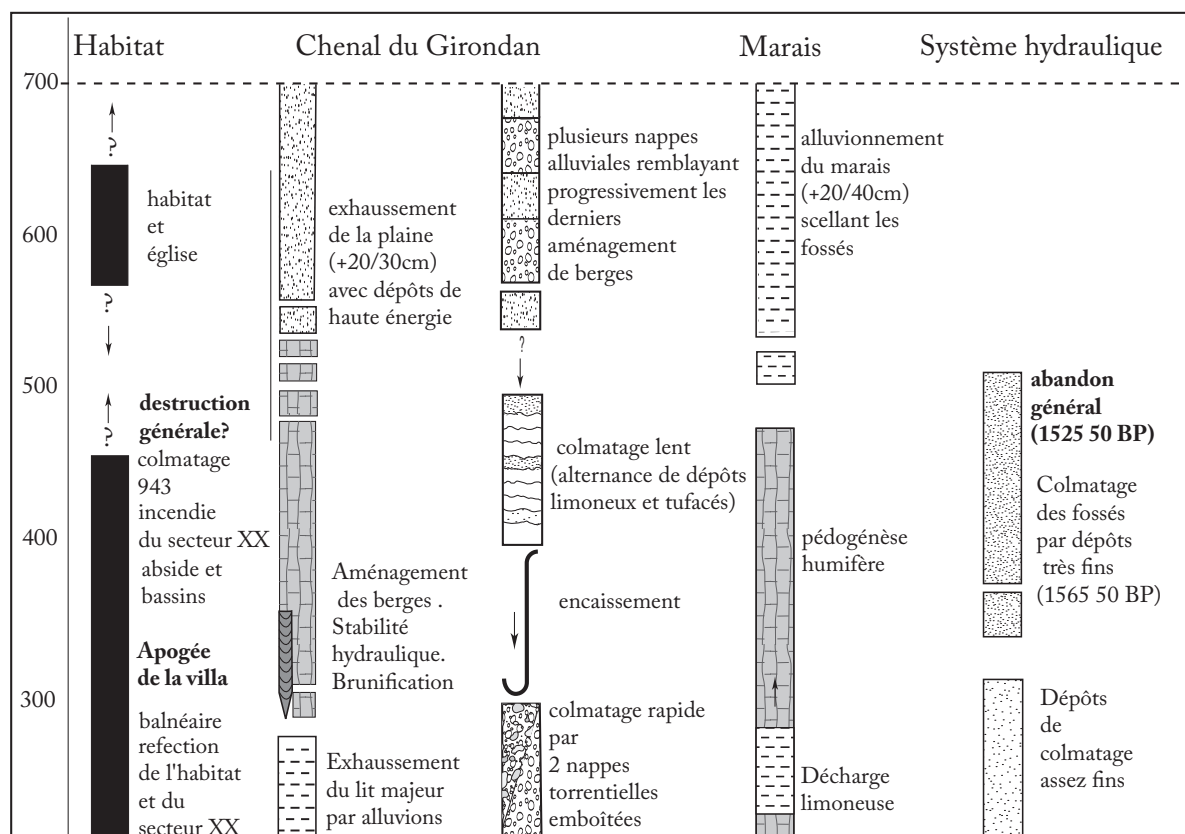 Habitat
Chenal du Girondan
Marais
Système hydraulique
700
600
500
400
300
?
habitat
et
église
?
?
destruction
générale?
colmatage
943
incendie
du secteur XX
abside et
bassins
Apogée
de la villa
balnéaire
refection
de l'habitat
et du
secteur XX
exhaussement
de la plaine
(+20/30cm)
avec dépôts de
haute énergie
Aménagement
des berges .
Stabilité
hydraulique.
Brunification
Exhaussement
du lit majeur
par alluvions
plusieurs nappes
alluviales remblayant
progressivement les
derniers
aménagement
de berges
?
colmatage lent
(alternance de dépôts
limoneux et tufacés)
encaissement
colmatage rapide
par
2 nappes
torrentielles
emboîtées
alluvionnement
du marais
(+20/40cm)
scellant les
fossés
pédogénèse
humifère
Décharge
limoneuse
abandon
général
(1525 50 BP)
Colmatage
des fossés
par dépôts
très fins
(1565 50 BP)
Dépôts
de
colmatage
assez fins